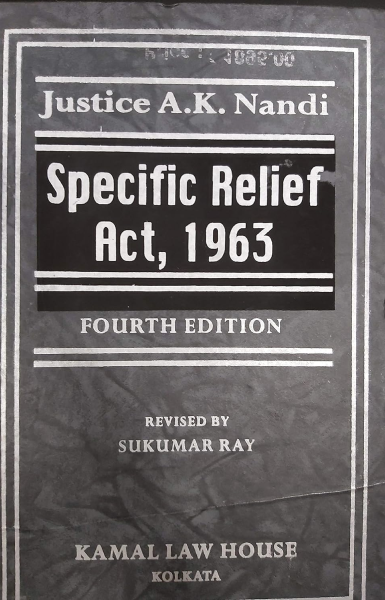 Justice A.K. Nandi
Specific Relief
Act, 1963
FOURTH EDITION
REVISED BY
SUKUMAR RAY
KAMAL LAW HOUSE
KOLKATA